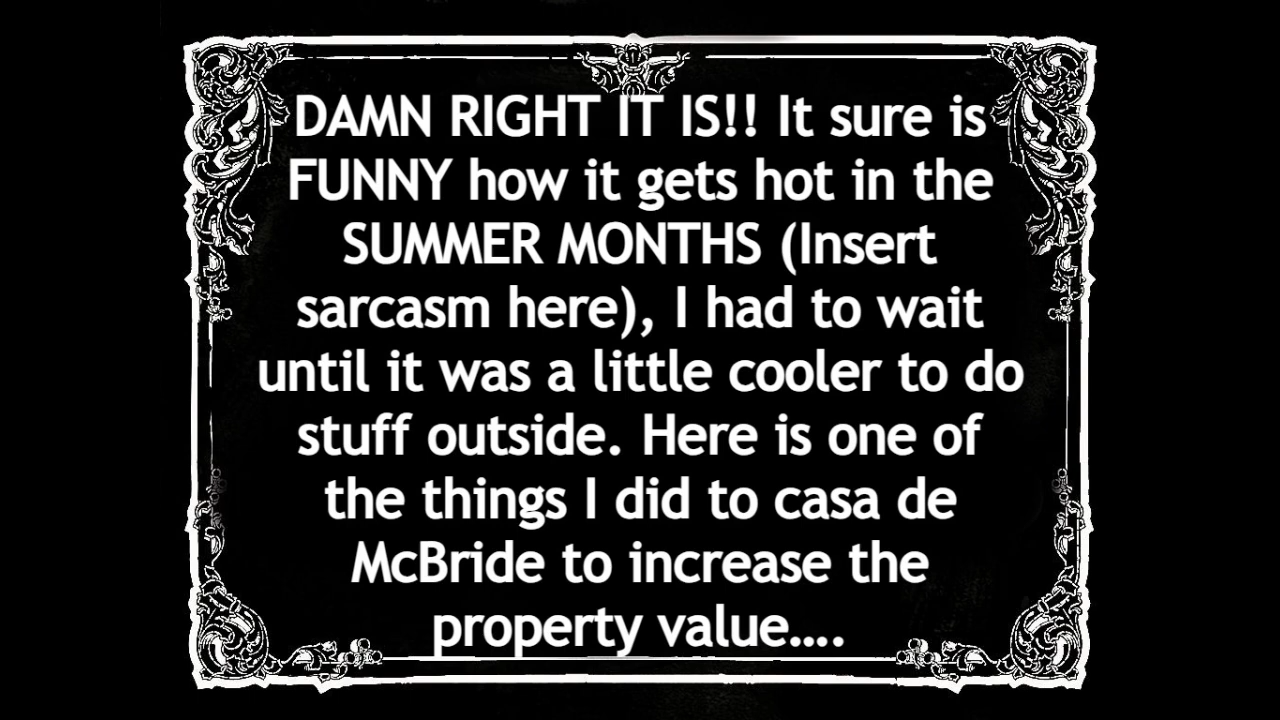 DAMN RIGHT IT IS!! It sure is
FUNNY how it gets hot in the
SUMMER MONTHS (Insert
sarcasm here), I had to wait
until it was a little cooler to do
stuff outside. Here is one of
the things I did to casa de
McBride to increase the
property value....